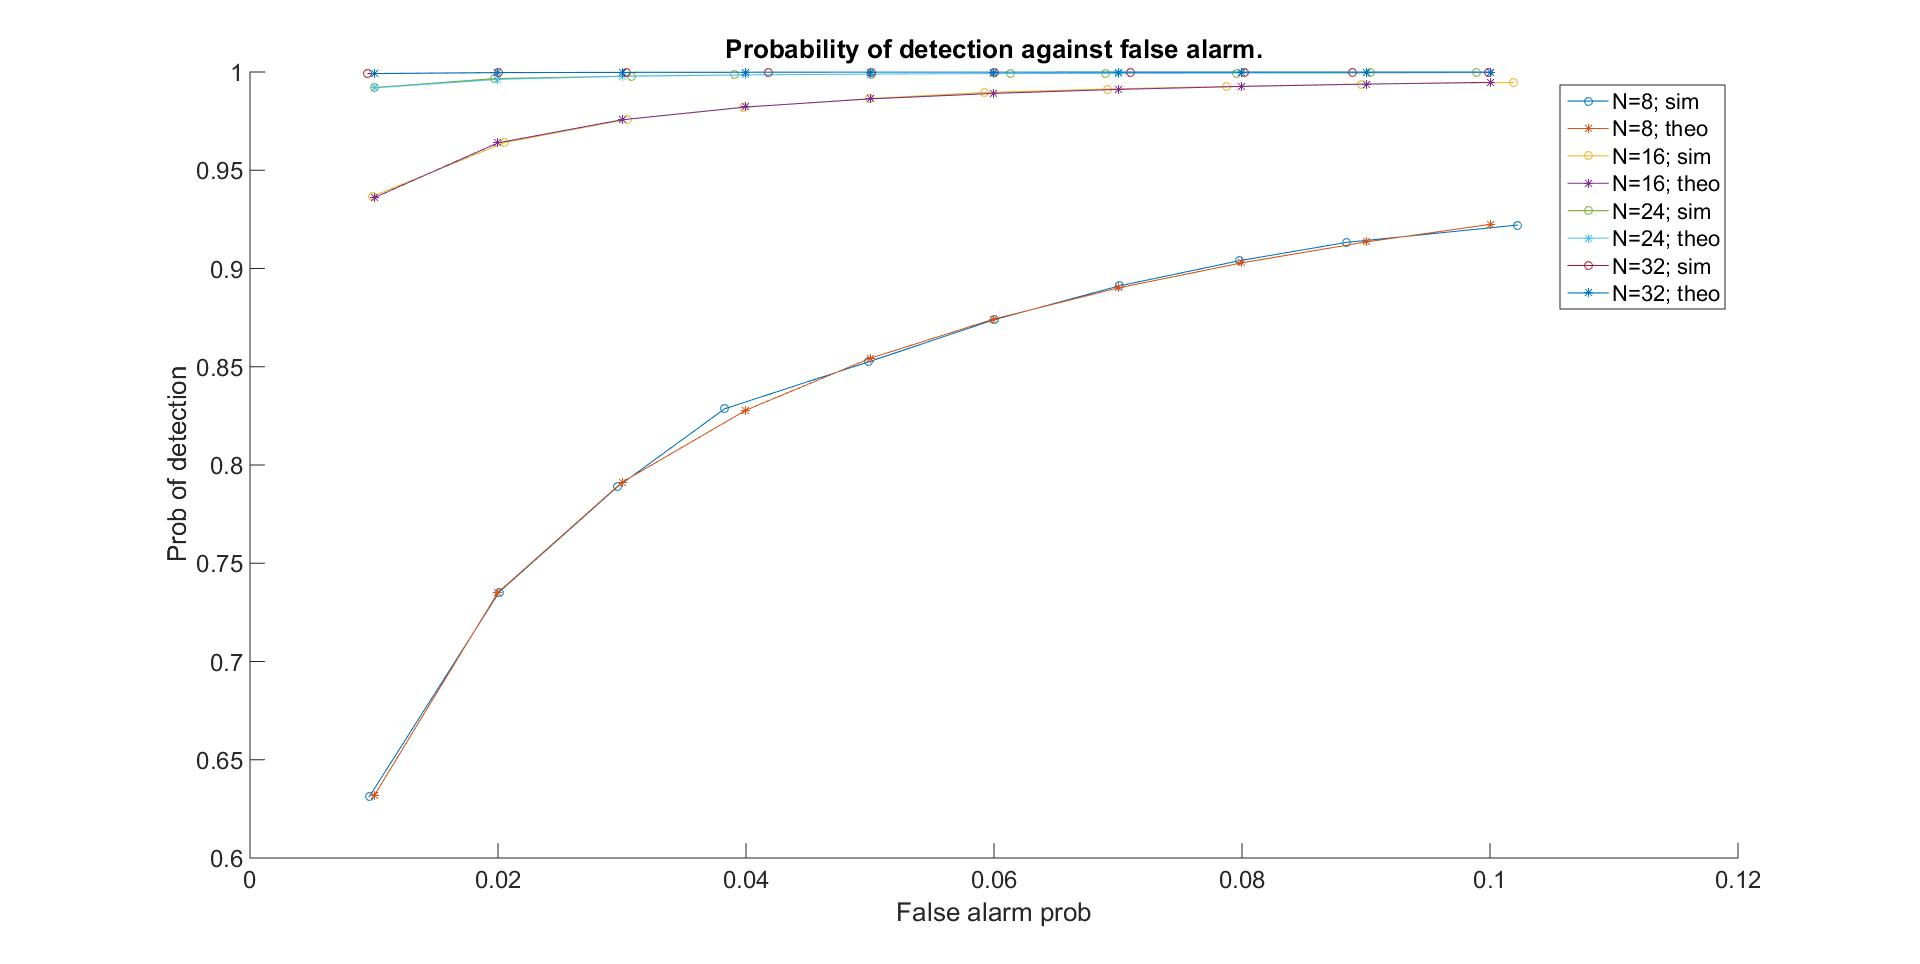 Probability of detection against false alarm.
1
0.95
0.9
0.85
0.8
0.75
0.7
0.65
0.6
Prob of detection
0
0.02
0.04
0.06
0.08
0.1
0.12
False alarm prob
N=8; sim
N=8; theo
N=16; sim
N=16; theo
N=24; sim
N=24; theo
N=32; sim
N=32; theo